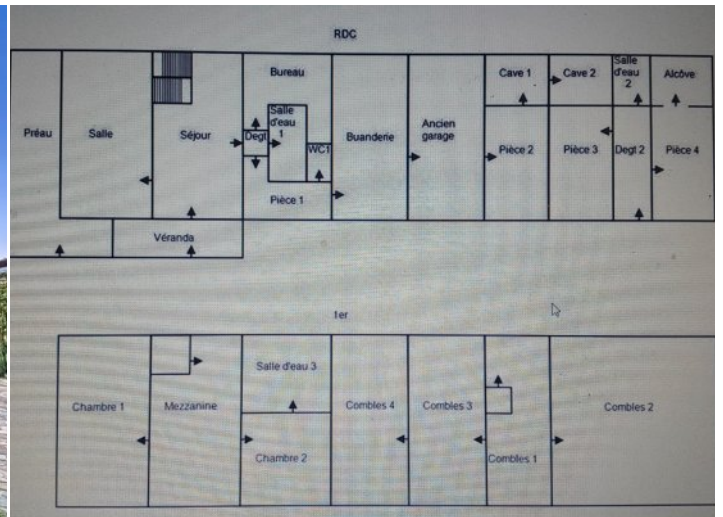 RDC
Bureau
Cave 1
Cave 2
Salle
d'eau
2
Alcôve
Préau
Salle
Séjour
Degt
Salle
d'eau
1
WC1
Buanderie
Ancien
garage
Pièce 2
Pièce 3
Degt 2
Pièce 4
Pièce 1
Véranda
1er
Salle d'eau 3
Chambre 1
Mezzanine
Combles 4
Combles 3
Combles 2
Chambre 2
Combles 1